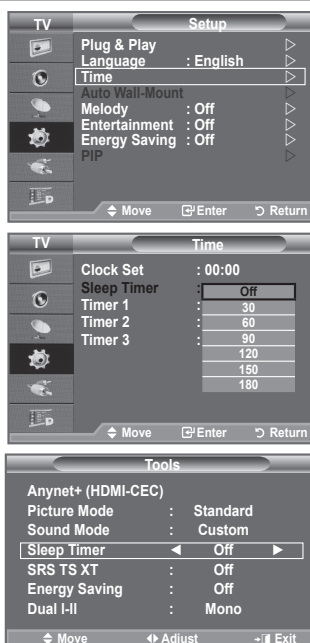 TV Setup
Plug & Play
Language : English
Time
Auto Wall-Mount
Melody : Off
Entertainment : Off
Energy Saving : Off
PIP
Move Enter Return
TV Time
Clock Set : 00:00
Sleep Timer : Off
Timer 1 : 30
Timer 2 : 60
Timer 3 : 90
120
150
180
Move Enter Return
Tools
Anynet+ (HDMI-CEC)
Picture Mode : Standard
Sound Mode : Custom
Sleep Timer Off
SRS TS XT : Off
Energy Saving : Off
Dual I-II : Mono
Move Adjust Exit